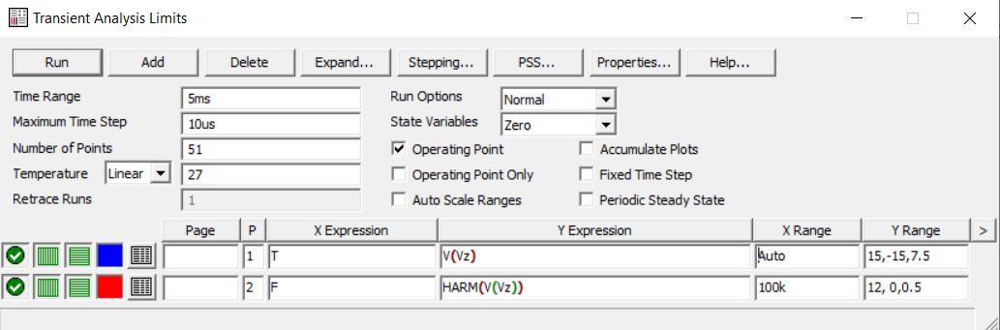 Transient Analysis Limits
Run Add Delete Expand... Stepping... PSS... Properties... Help...
Time Range 5ms Run Options Normal
Maximum Time Step 10us State Variables Zero
Number of Points 51 Operating Point Accumulate Plots
Temperature Linear 27 Operating Point Only Fixed Time Step
Retrace Runs 1 Auto Scale Ranges Periodic Steady State
Page P X Expression Y Expression X Range Y Range >
1 T V(Vz) Auto 15,-15,7.5
2 F HARM(V(Vz)) 100k 12, 0,0.5